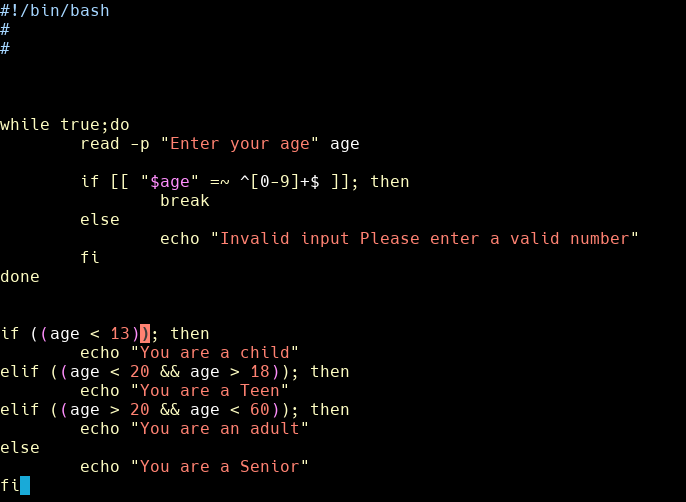 #!/bin/bash
#
#
while true;do
        read -p "Enter your age" age
        if [[ "$age" =~ ^[0-9]+$ ]]; then
                break
        else
                echo "Invalid input Please enter a valid number"
        fi
done
if ((age < 13)); then
        echo "You are a child"
elif ((age < 20 && age > 18)); then
        echo "You are a Teen"
elif ((age > 20 && age < 60)); then
        echo "You are an adult"
else
        echo "You are a Senior"
fi